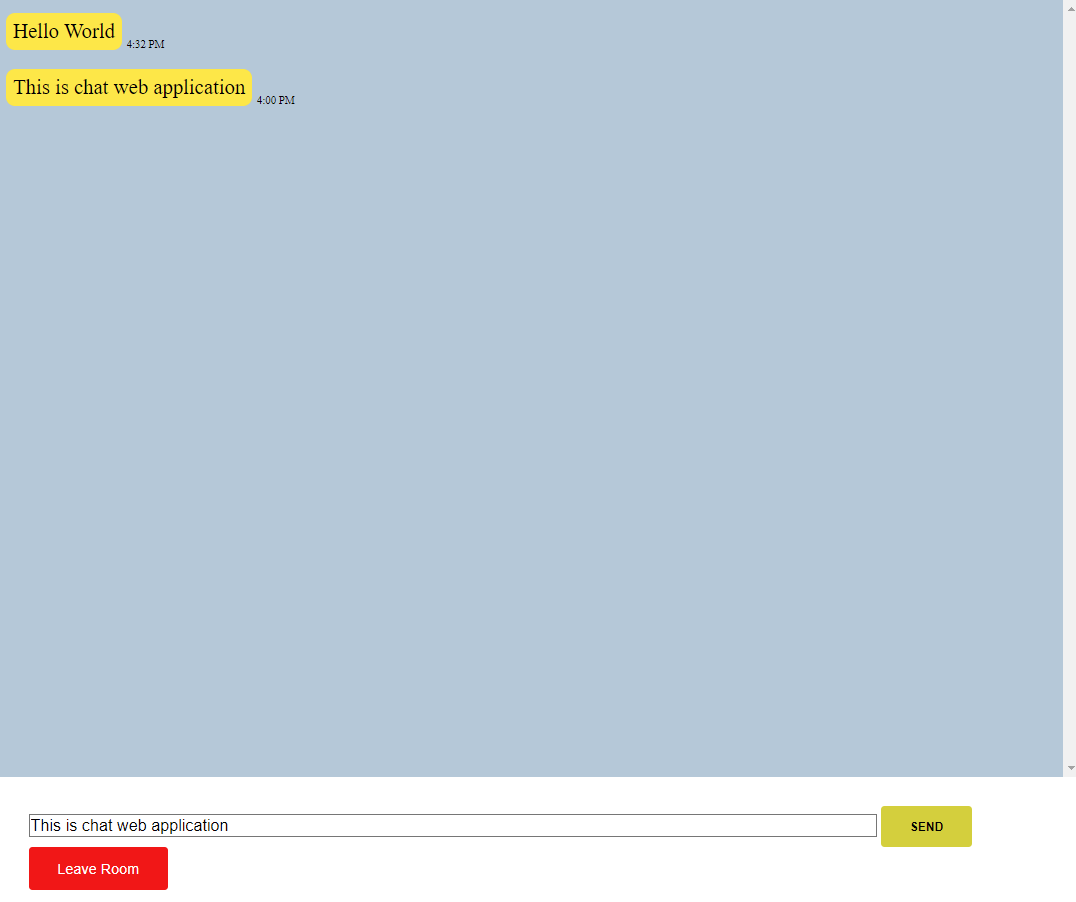 Hello World 4:32 PM
This is chat web application 4:00 PM
This is chat web application SEND
Leave Room